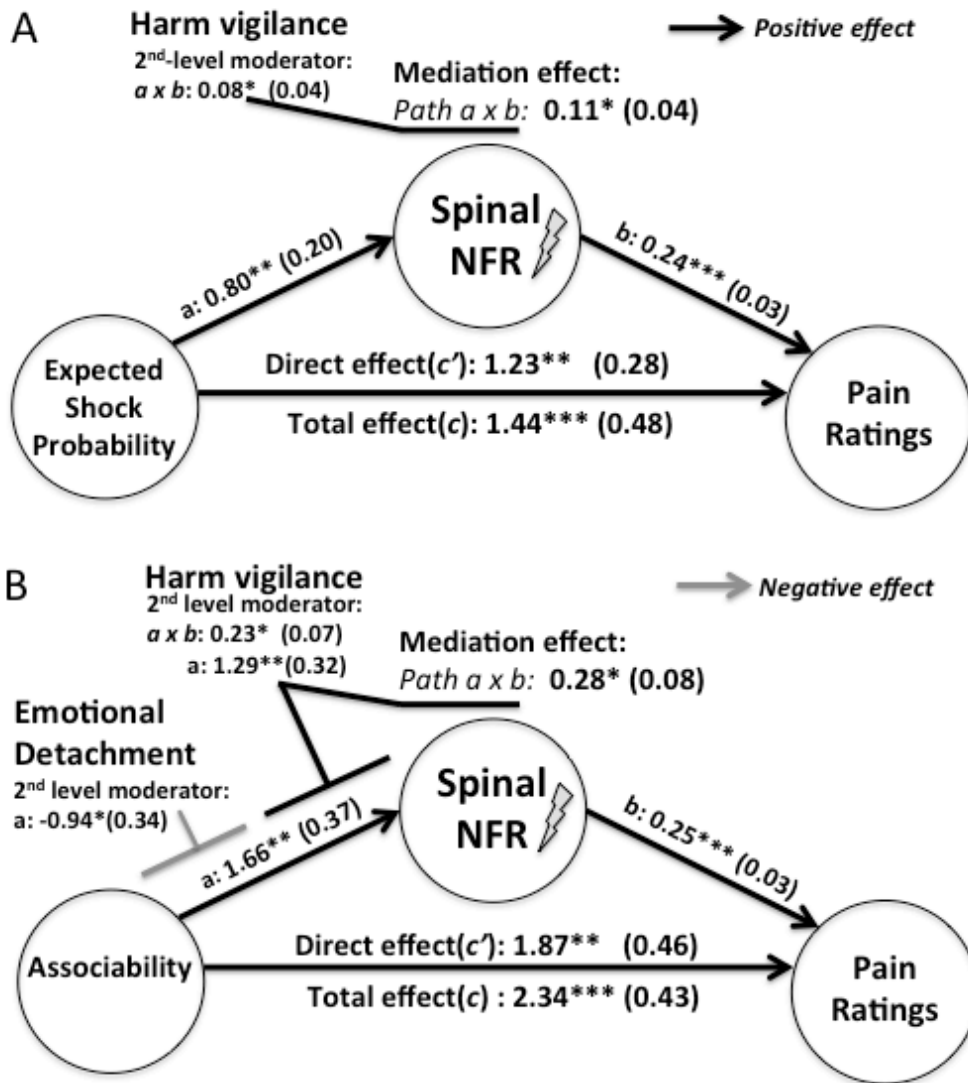 A
Harm vigilance
2nd-level moderator:
a x b: 0.08* (0.04)
Positive effect
Mediation effect:
Path a x b: 0.11* (0.04)
Spinal
NFR
a: 0.80** (0.20)
b: 0.24*** (0.03)
Expected
Shock
Probability
Direct effect(c’): 1.23** (0.28)
Total effect(c): 1.44*** (0.48)
Pain
Ratings
B
Harm vigilance
2nd level moderator:
a x b: 0.23* (0.07)
a: 1.29**(0.32)
Negative effect
Mediation effect:
Path a x b: 0.28* (0.08)
Emotional
Detachment
2nd level moderator:
a: -0.94*(0.34)
Spinal
NFR
a: 1.66** (0.37)
b: 0.25*** (0.03)
Associability
Direct effect(c’): 1.87** (0.46)
Total effect(c) : 2.34*** (0.43)
Pain
Ratings